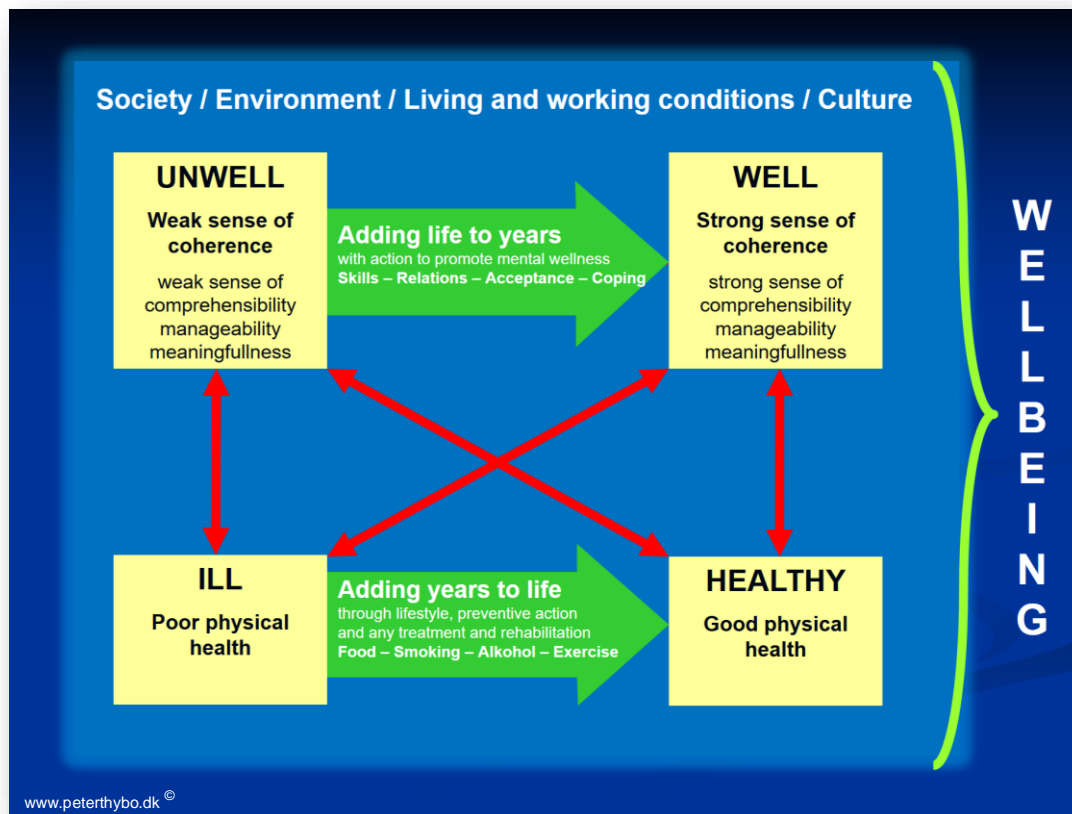 Society / Environment / Living and working conditions / Culture
UNWELL
Weak sense of
coherence
weak sense of
comprehensibility
manageability
meaningfullness
Adding life to years
with action to promote mental wellness
Skills – Relations – Acceptance – Coping
WELL
Strong sense of
coherence
strong sense of
comprehensibility
manageability
meaningfullness
ILL
Poor physical
health
Adding years to life
through lifestyle, preventive action
and any treatment and rehabilitation
Food – Smoking – Alkohol – Exercise
HEALTHY
Good physical
health
WELLBEING
www.peterthybo.dk ©